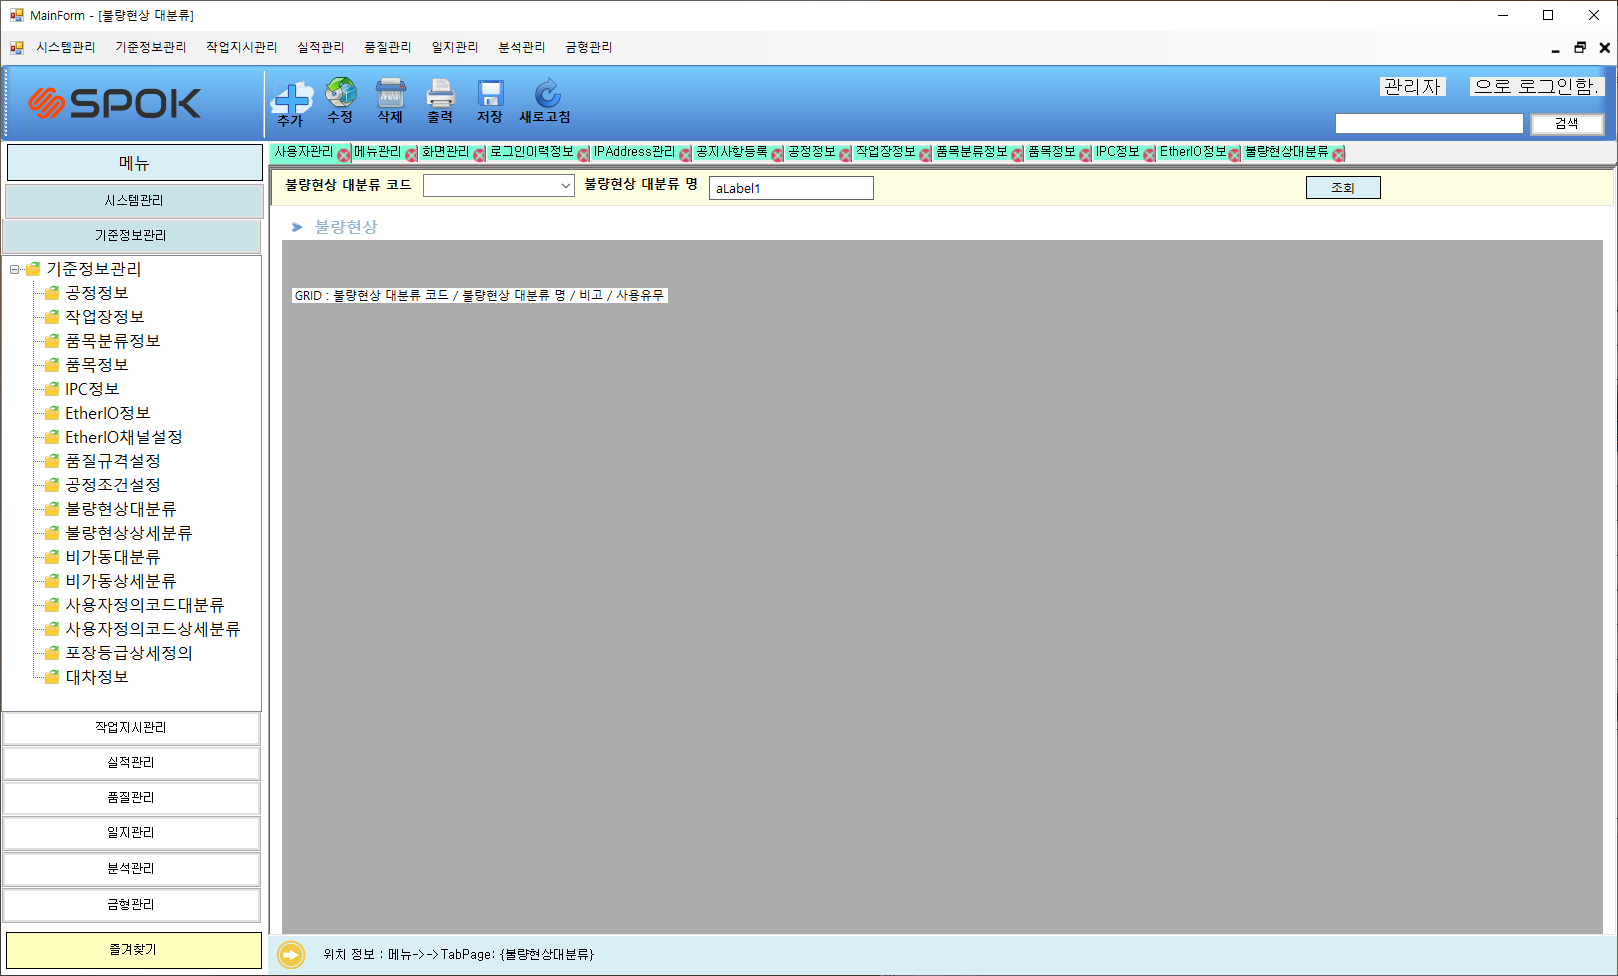 MainForm - [불량현상 대분류]
시스템관리 기준정보관리 작업지시관리 실적관리 품질관리 일지관리 분석관리 금형관리
SPOK
추가 수정 삭제 출력 저장 새로고침
관리자 으로 로그인함.
검색
메뉴
사용자관리 메뉴관리 화면관리 로그인이력정보 IPAddress관리 공지사항등록 공정정보 작업장정보 품목분류정보 품목정보 IPC정보 EtherIO정보 불량현상대분류
불량현상 대분류 코드 불량현상 대분류 명 aLabel1 조회
시스템관리
기준정보관리
불량현상
GRID : 불량현상 대분류 코드 / 불량현상 대분류 명 / 비고 / 사용유무
기준정보관리
공정정보
작업장정보
품목분류정보
품목정보
IPC정보
EtherIO정보
EtherIO채널설정
품질규격설정
공정조건설정
불량현상대분류
불량현상상세분류
비가동대분류
비가동상세분류
사용자정의코드대분류
사용자정의코드상세분류
포장등급상세정의
대차정보
작업지시관리
실적관리
품질관리
일지관리
분석관리
금형관리
즐겨찾기
위치 정보 : 메뉴->->TabPage: {불량현상대분류}